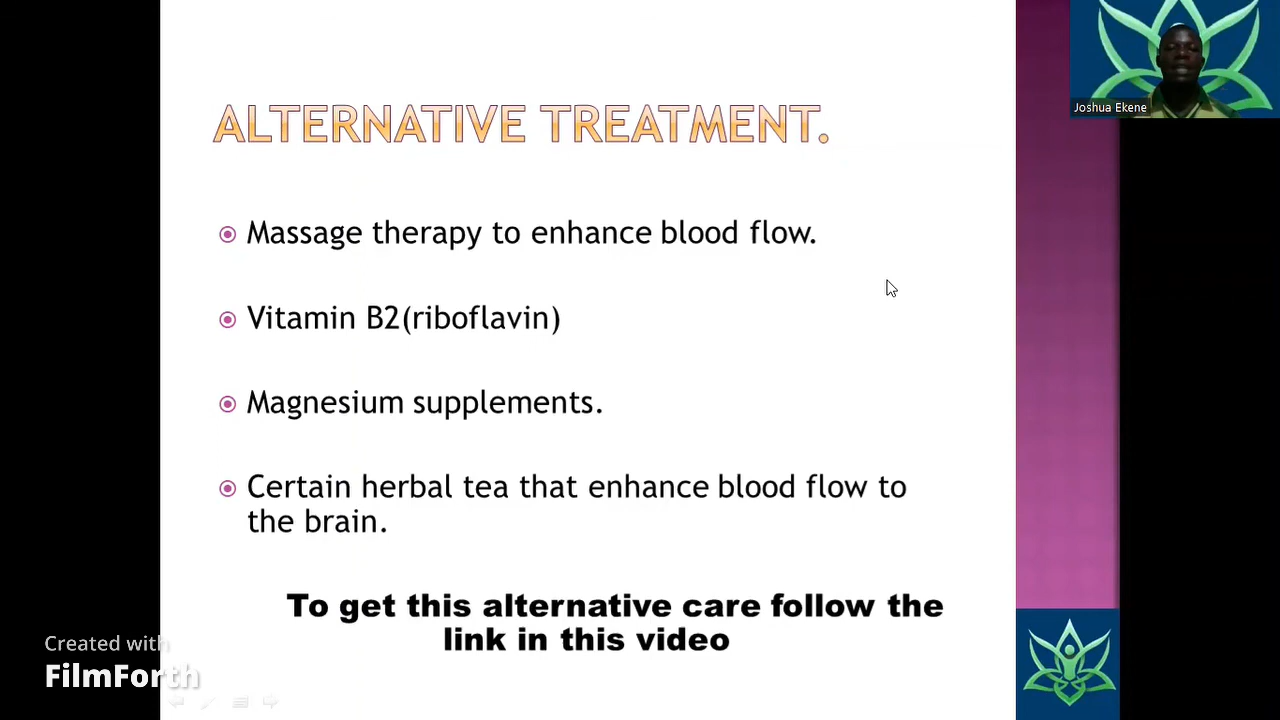 Joshua Ekene
ALTERNATIVE TREATMENT.
Massage therapy to enhance blood flow.
Vitamin B2(riboflavin)
Magnesium supplements.
Certain herbal tea that enhance blood flow to
the brain.
To get this alternative care follow the
link in this video
Created with
FilmForth